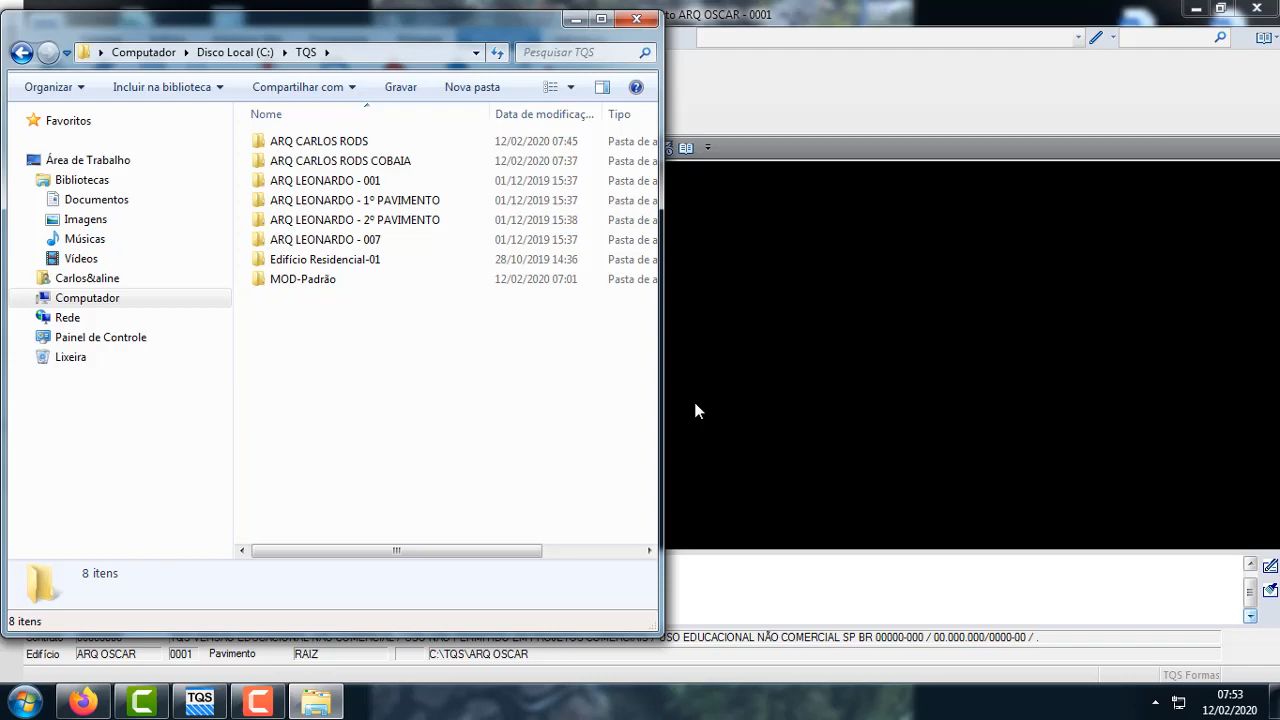 to ARQ OSCAR - 0001
Computador Disco Local (C:) TQS
Pesquisar TQS
Organizar Incluir na biblioteca Compartilhar com Gravar Nova pasta
Nome Data de modificaç... Tipo
Favoritos
Área de Trabalho
Bibliotecas
Documentos
Imagens
Músicas
Vídeos
Carlos&aline
Computador
Rede
Painel de Controle
Lixeira
ARQ CARLOS RODS 12/02/2020 07:45 Pasta de a
ARQ CARLOS RODS COBAIA 12/02/2020 07:37 Pasta de a
ARQ LEONARDO - 001 01/12/2019 15:37 Pasta de a
ARQ LEONARDO - 1º PAVIMENTO 01/12/2019 15:37 Pasta de a
ARQ LEONARDO - 2º PAVIMENTO 01/12/2019 15:38 Pasta de a
ARQ LEONARDO - 007 01/12/2019 15:37 Pasta de a
Edifício Residencial-01 28/10/2019 14:36 Pasta de a
MOD-Padrão 12/02/2020 07:01 Pasta de a
8 itens
8 itens
USO EDUCACIONAL NÃO COMERCIAL SP BR 00000-000 / 00.000.000/0000-00 / .
Edifício ARQ OSCAR 0001 Pavimento RAIZ C:\TQS\ARQ OSCAR
TQS Formas
TQS
07:53
12/02/2020